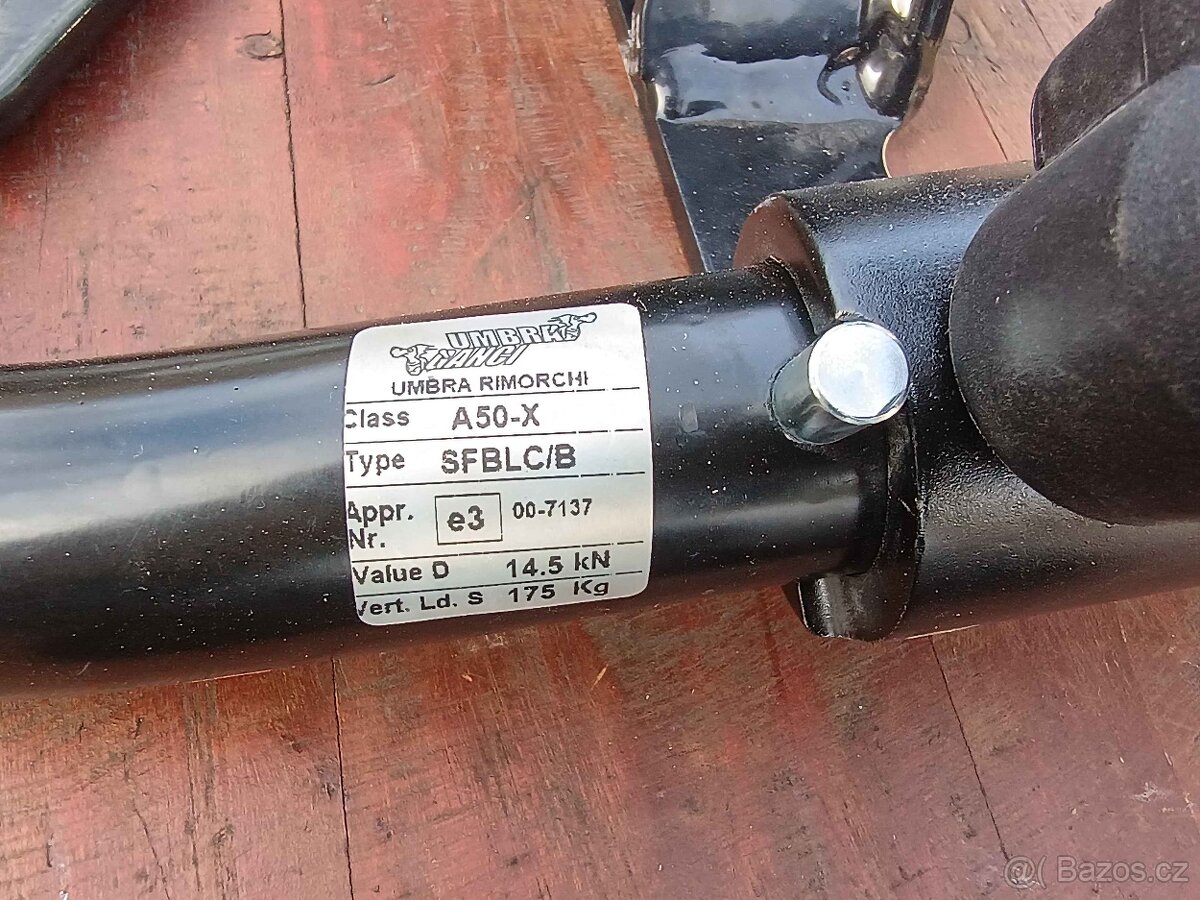 UMBRA
GANCI
UMBRA RIMORCHI
Class A50-X
Type SFBLC/B
Appr. Nr. e3 00-7137
Value D 14.5 kN
Vert. Ld. S 175 Kg
@( Bazos.cz